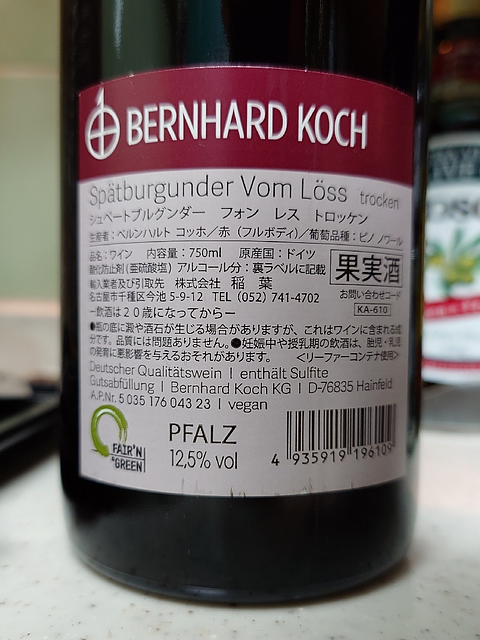 BERNHARD KOCH
Spätburgunder Vom Löss trocken
シュペートブルグンダー フォン レス トロッケン
生産者：ベルンハルト コッホ／赤（フルボディ）／葡萄品種：ピノ ノワール
品名：ワイン 内容量：750ml 原産国：ドイツ
酸化防止剤(亜硫酸塩) アルコール分：裏ラベルに記載
輸入業者及び引取先 株式会社 稲 葉
名古屋市千種区今池 5-9-12 TEL (052) 741-4702
果実酒
お問い合わせコード
KA-610
ー飲酒は２０歳になってからー
●瓶の底に澱や酒石が生じる場合がありますが、これはワインに含まれる成
分です。品質には問題ありません。●妊娠中や授乳期の飲酒は、胎児・乳児
の発育に悪影響を与えるおそれがあります。 <リーファーコンテナ使用>
Deutscher Qualitätswein | enthält Sulfite
Gutsabfüllung | Bernhard Koch KG | D-76835 Hainfeld
A.P.Nr. 5 035 176 043 23 | vegan
FAIR'N
GREEN
PFALZ
12,5% vol
4 935919 196109